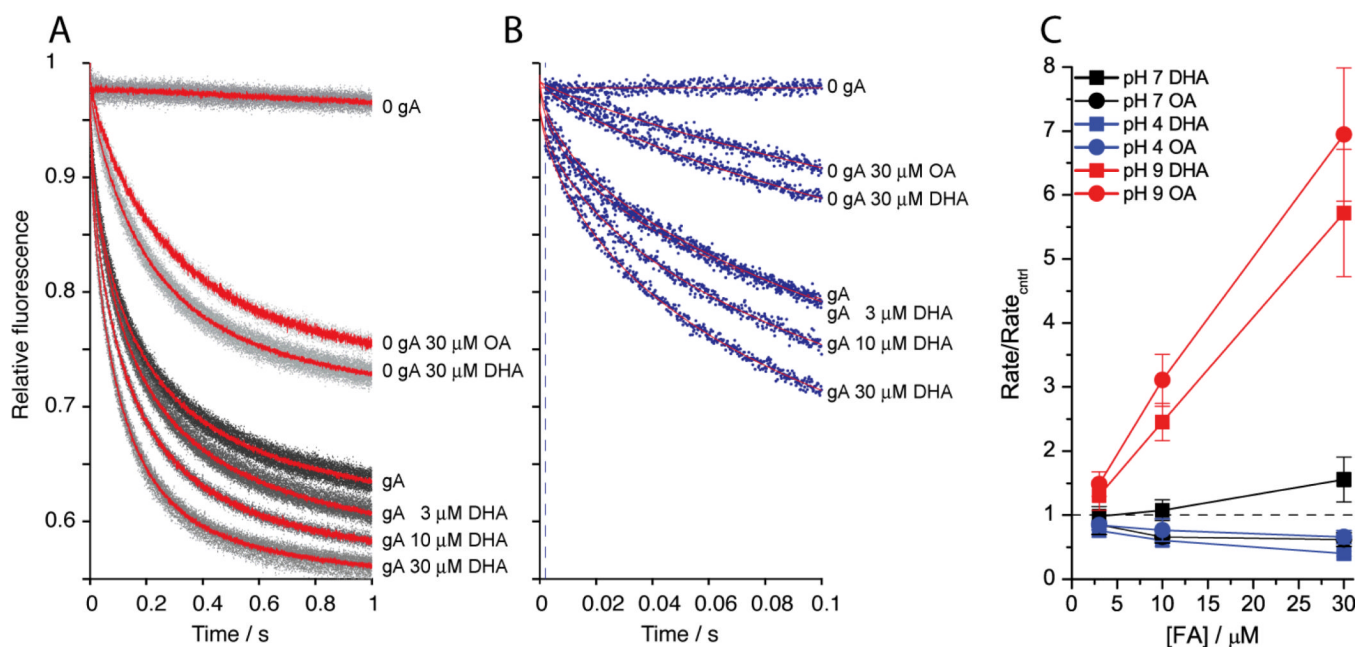 A
B
C
1
0.9
0.8
0.7
0.6
Relative fluorescence
0 gA
0 gA 30 μM OA
0 gA 30 μM DHA
gA
gA 3 μM DHA
gA 10 μM DHA
gA 30 μM DHA
0 0.2 0.4 0.6 0.8 1
Time / s
0 gA
0 gA 30 μM OA
0 gA 30 μM DHA
gA
gA 3 μM DHA
gA 10 μM DHA
gA 30 μM DHA
0 0.02 0.04 0.06 0.08 0.1
Time / s
8
7
6
5
4
3
2
1
0
Rate/Rate cntrl
pH 7 DHA
pH 7 OA
pH 4 DHA
pH 4 OA
pH 9 DHA
pH 9 OA
0 5 10 15 20 25 30
[FA] / μM